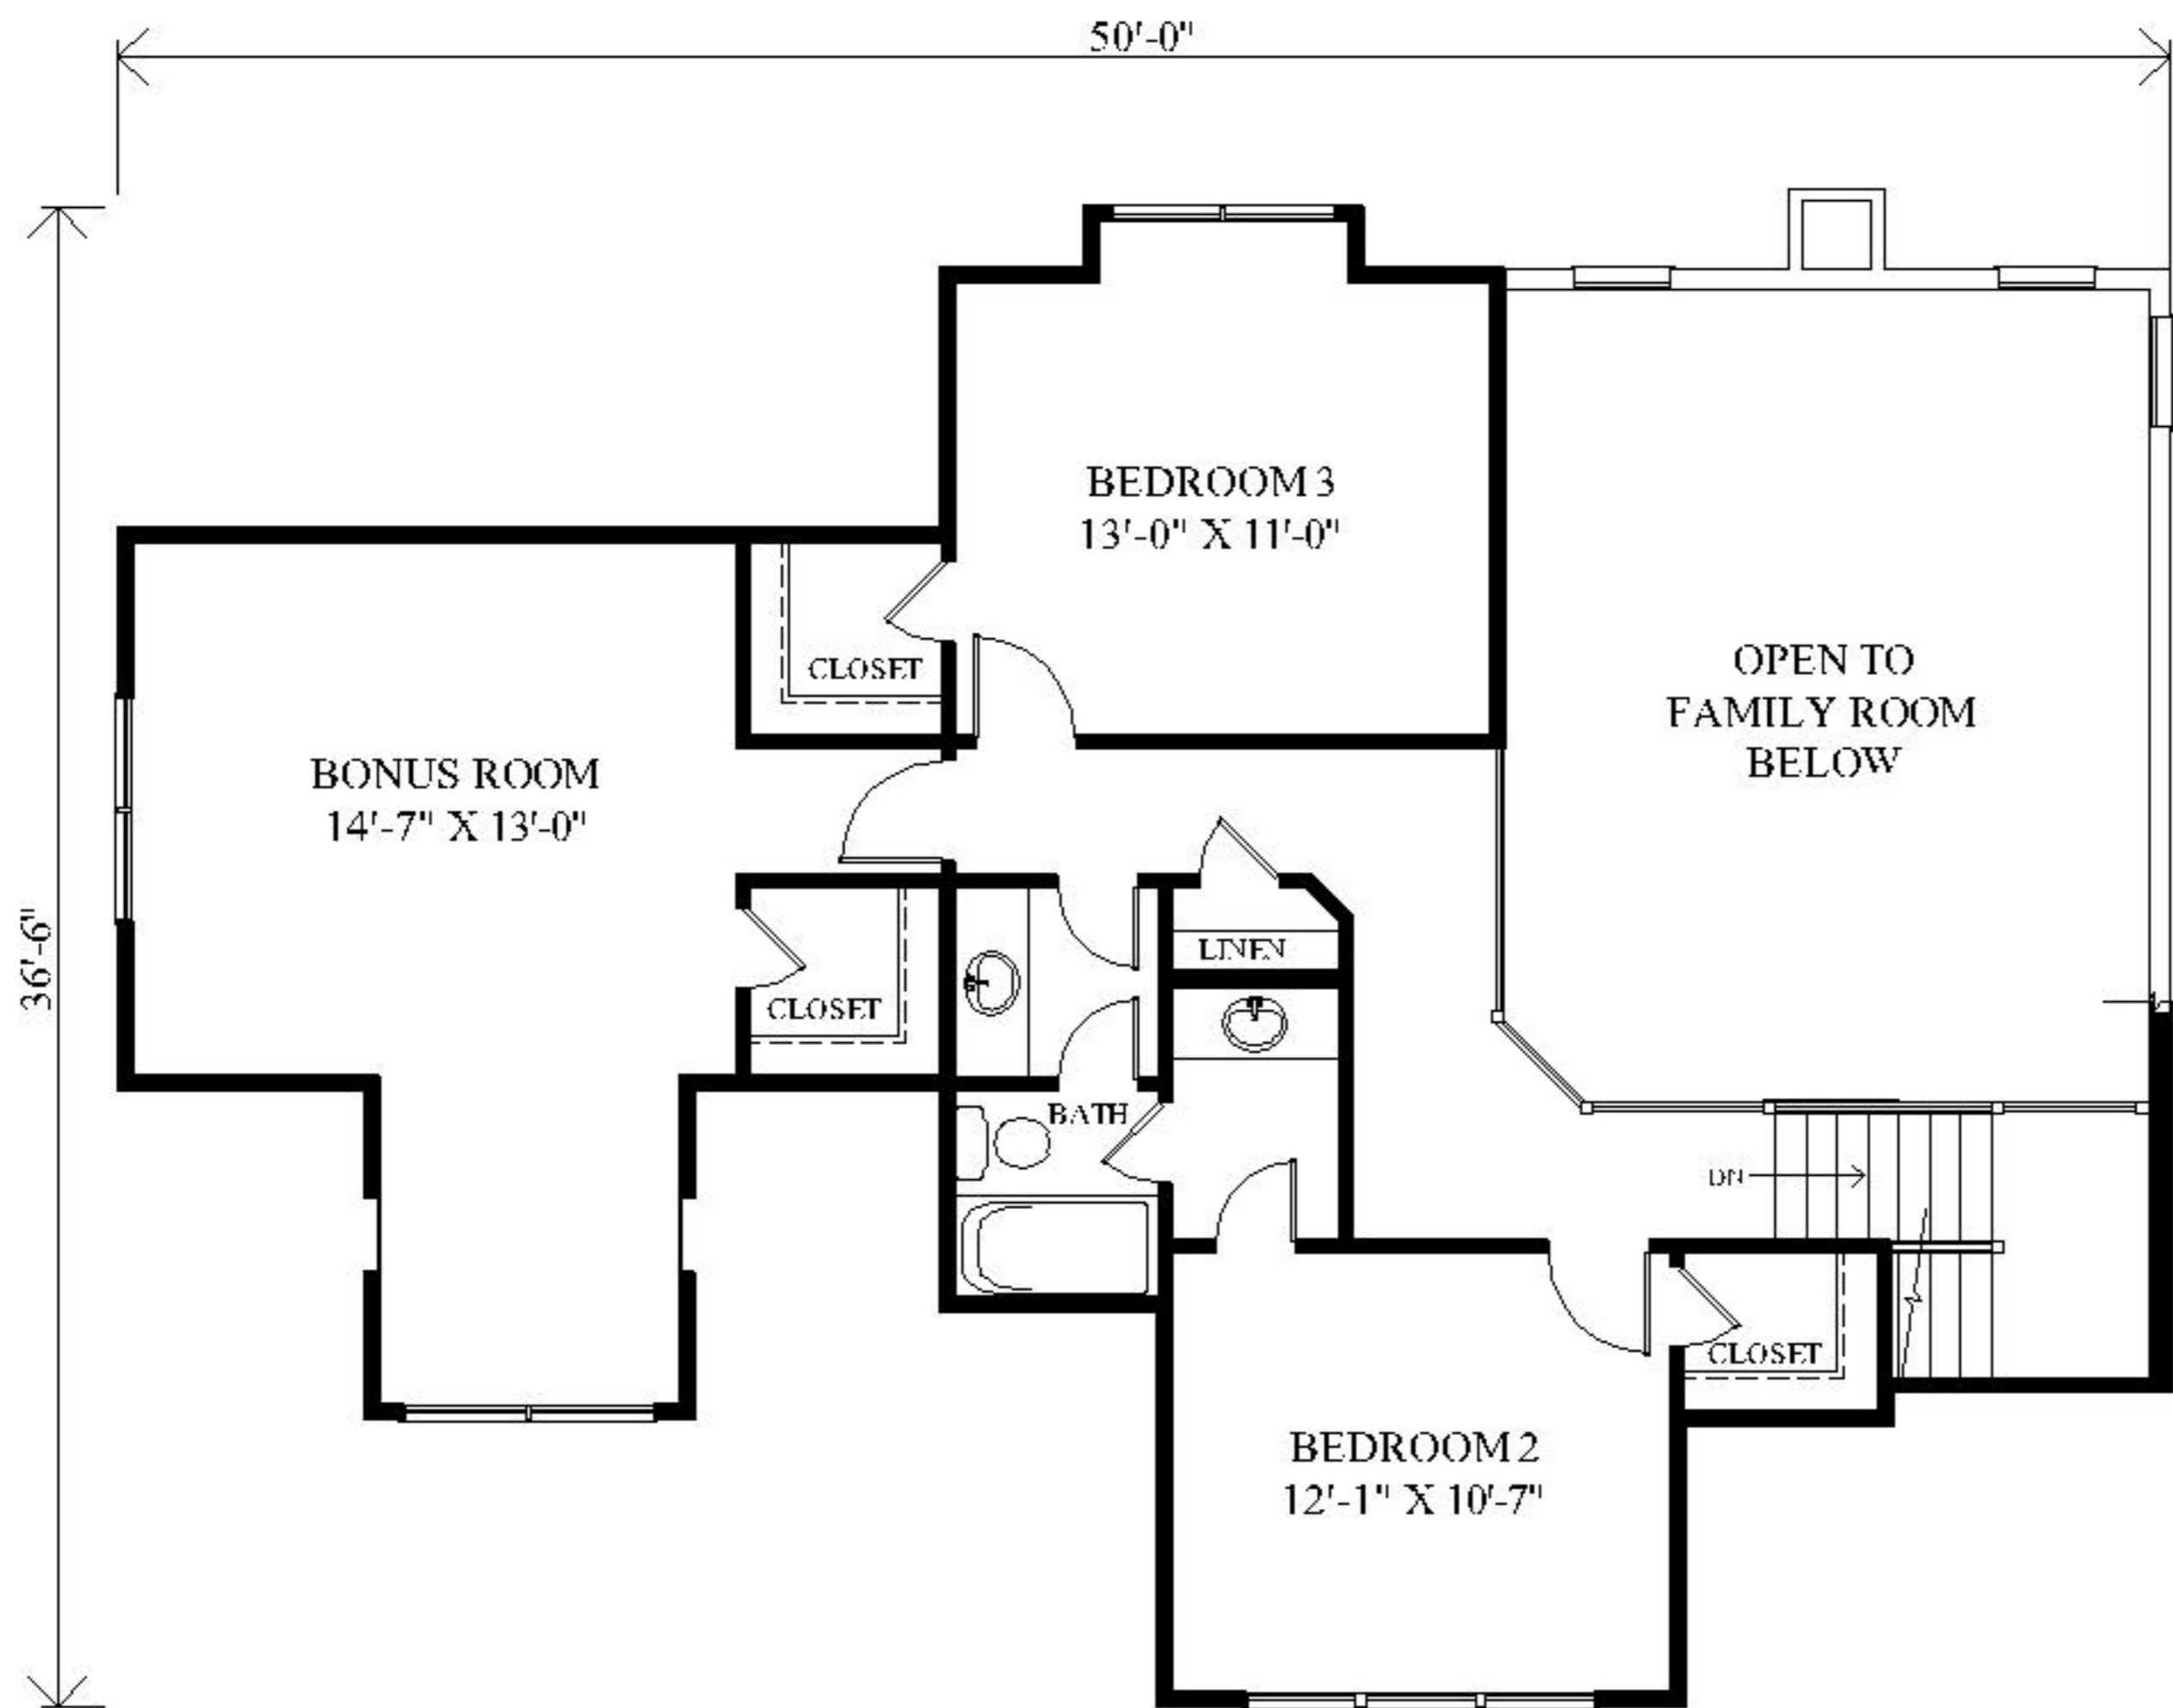 50'-0"
BEDROOM 3
13'-0" X 11'-0"
CLOSET
OPEN TO
FAMILY ROOM
BELOW
BONUS ROOM
14'-7" X 13'-0"
36'-6"
LINEN
CLOSET
BATH
DN
CLOSET
BEDROOM 2
12'-1" X 10'-7"